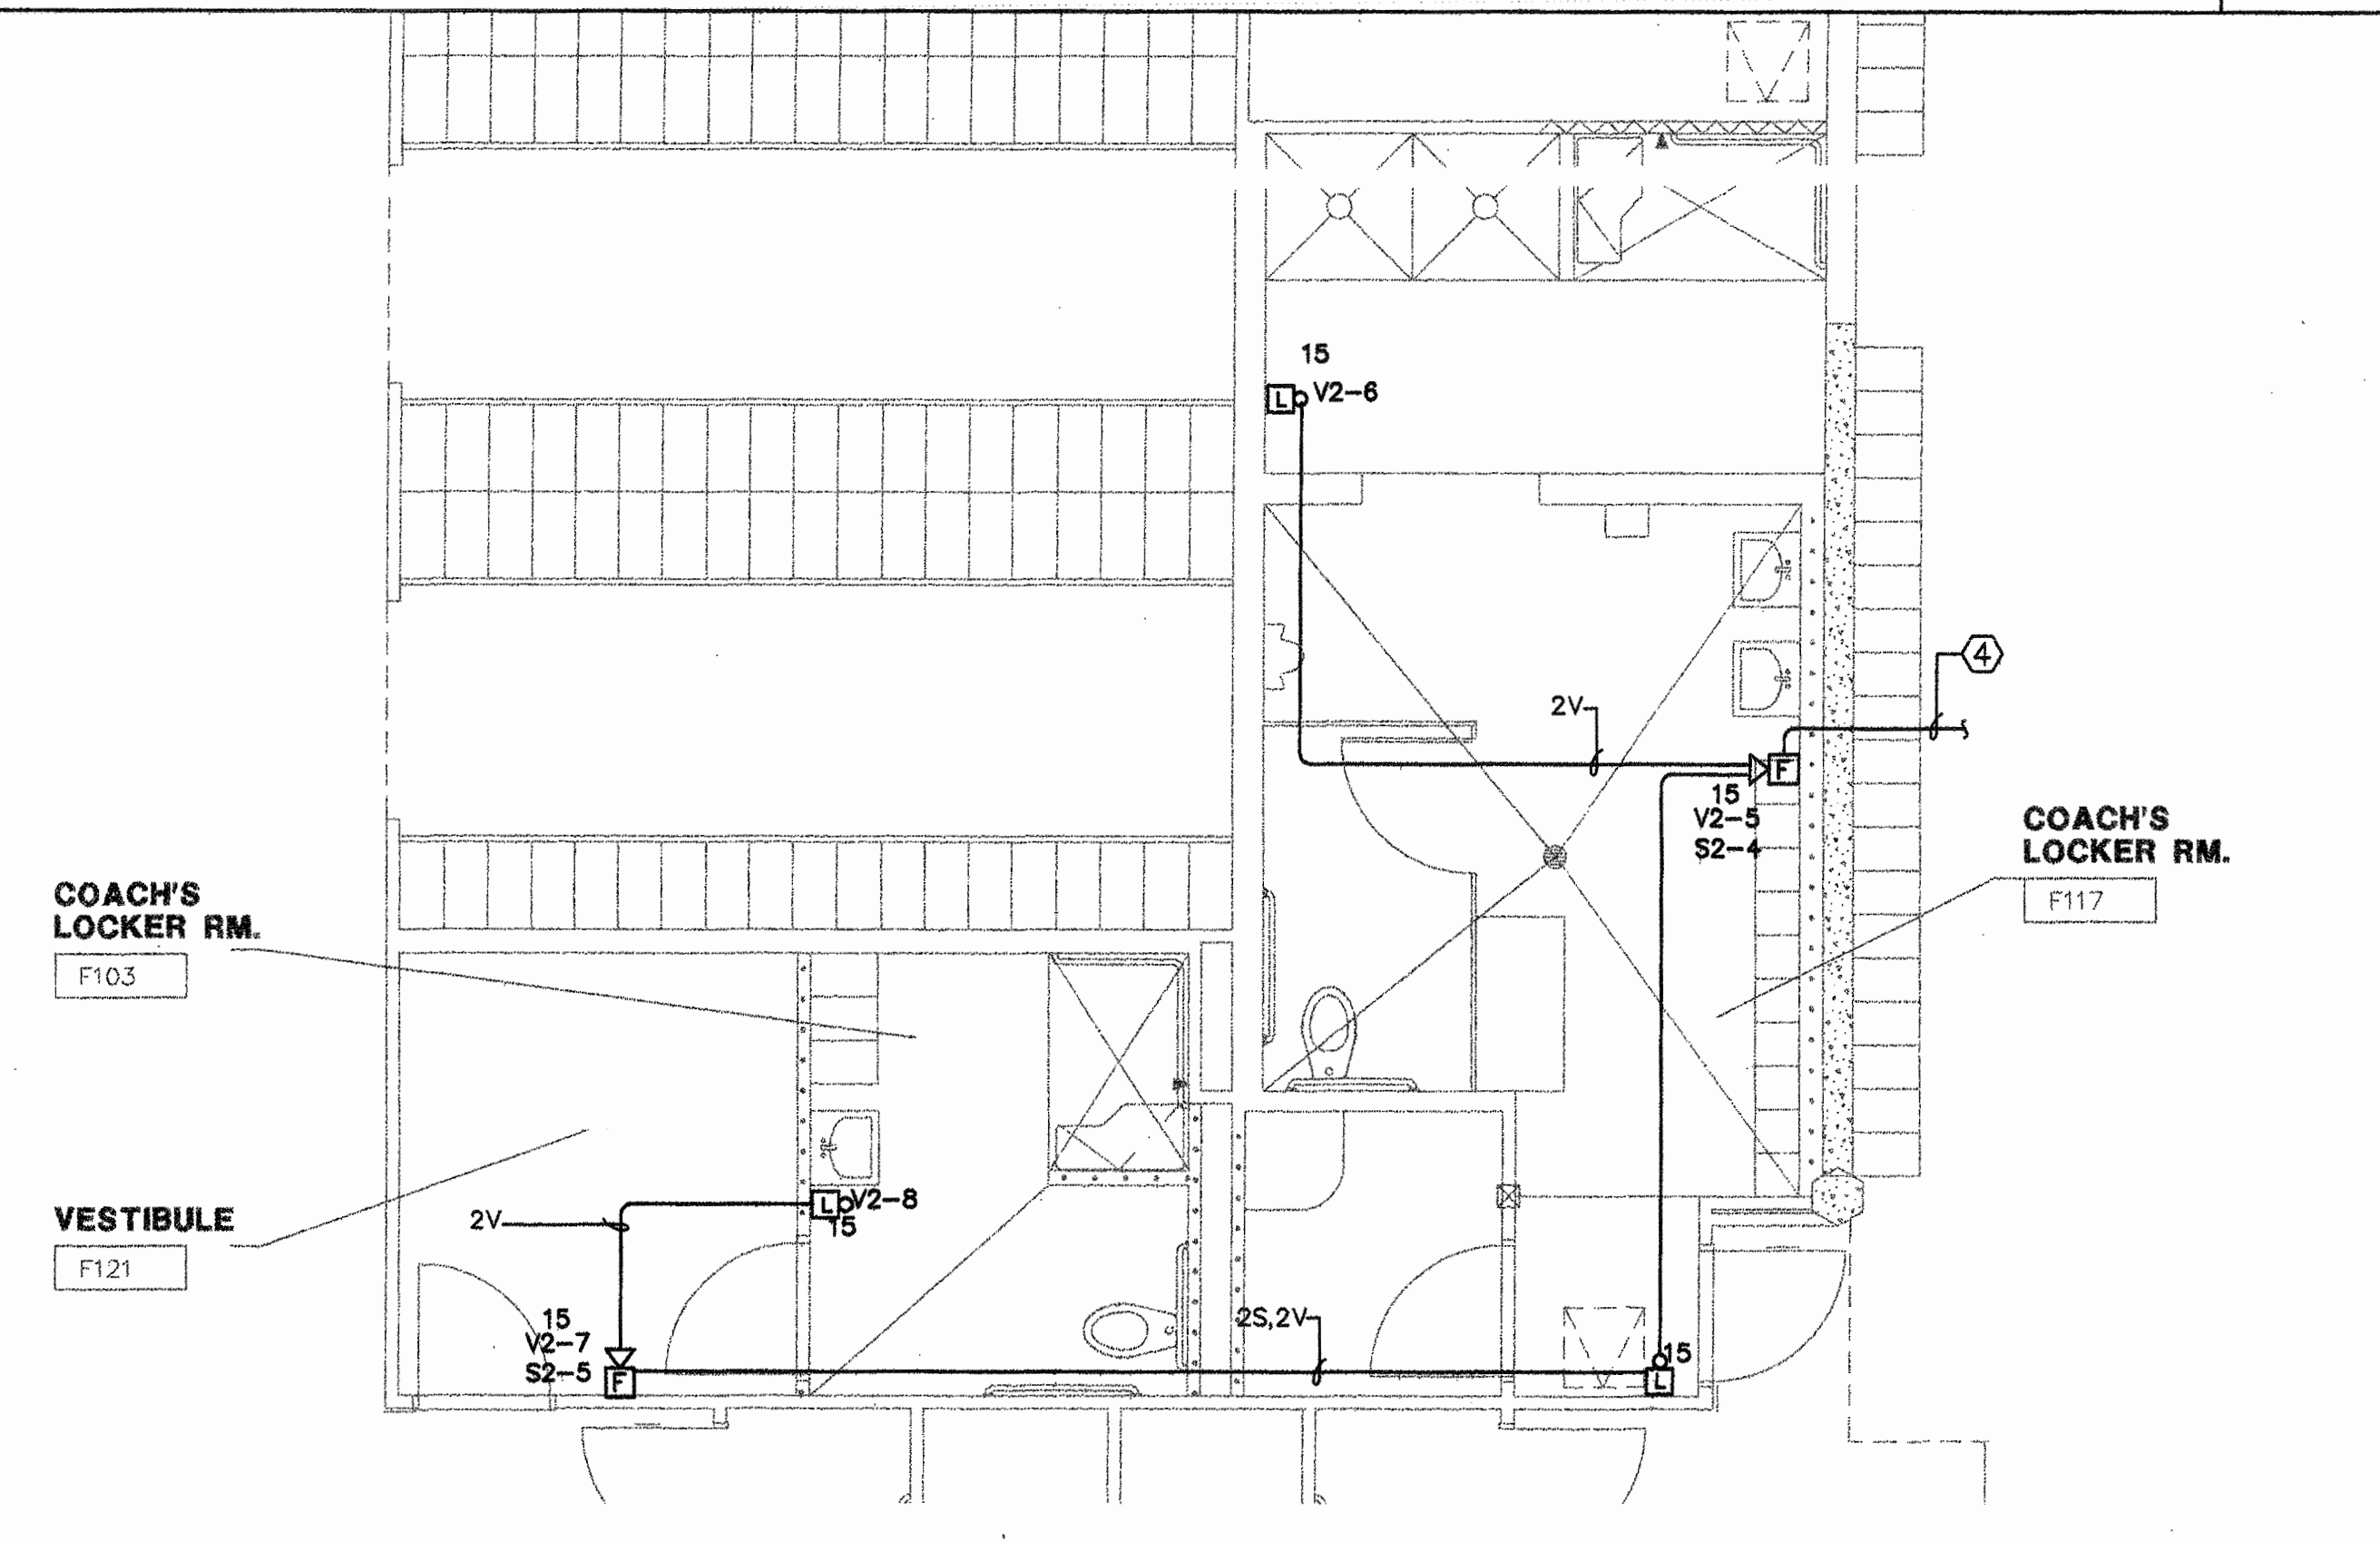 15
L V2-6
4
2V
F
15
V2-5
S2-4
COACH'S
LOCKER RM.
F117
COACH'S
LOCKER RM.
F103
VESTIBULE
F121
2V
L V2-8
15
15
V2-7
S2-5
F
2S,2V
15
L